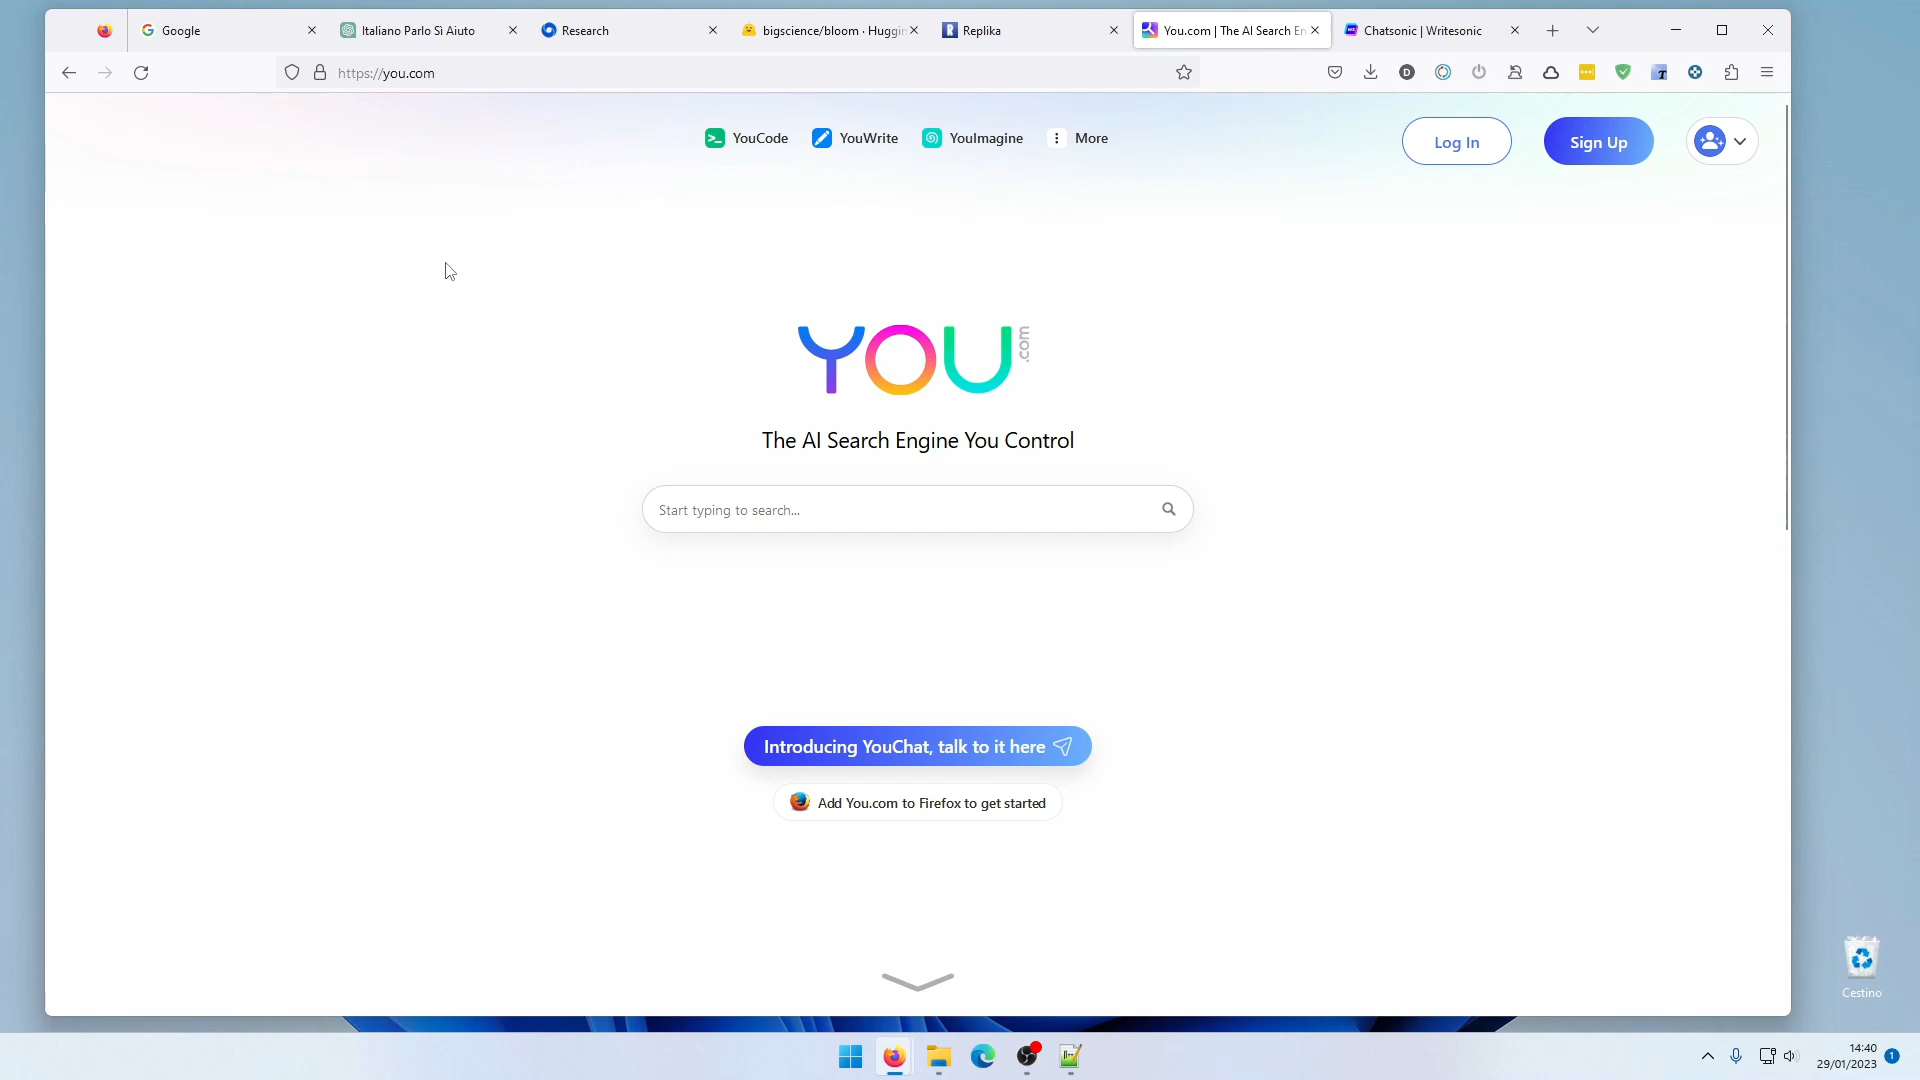 Google
Italiano Parlo Sì Aiuto
Research
bigscience/bloom · Huggin
Replika
You.com | The AI Search En
Chatsonic | Writesonic
https://you.com
YouCode
YouWrite
YouImagine
More
Log In
Sign Up
YOU.com
The AI Search Engine You Control
Start typing to search...
Introducing YouChat, talk to it here
Add You.com to Firefox to get started
Cestino
14:40
29/01/2023
1